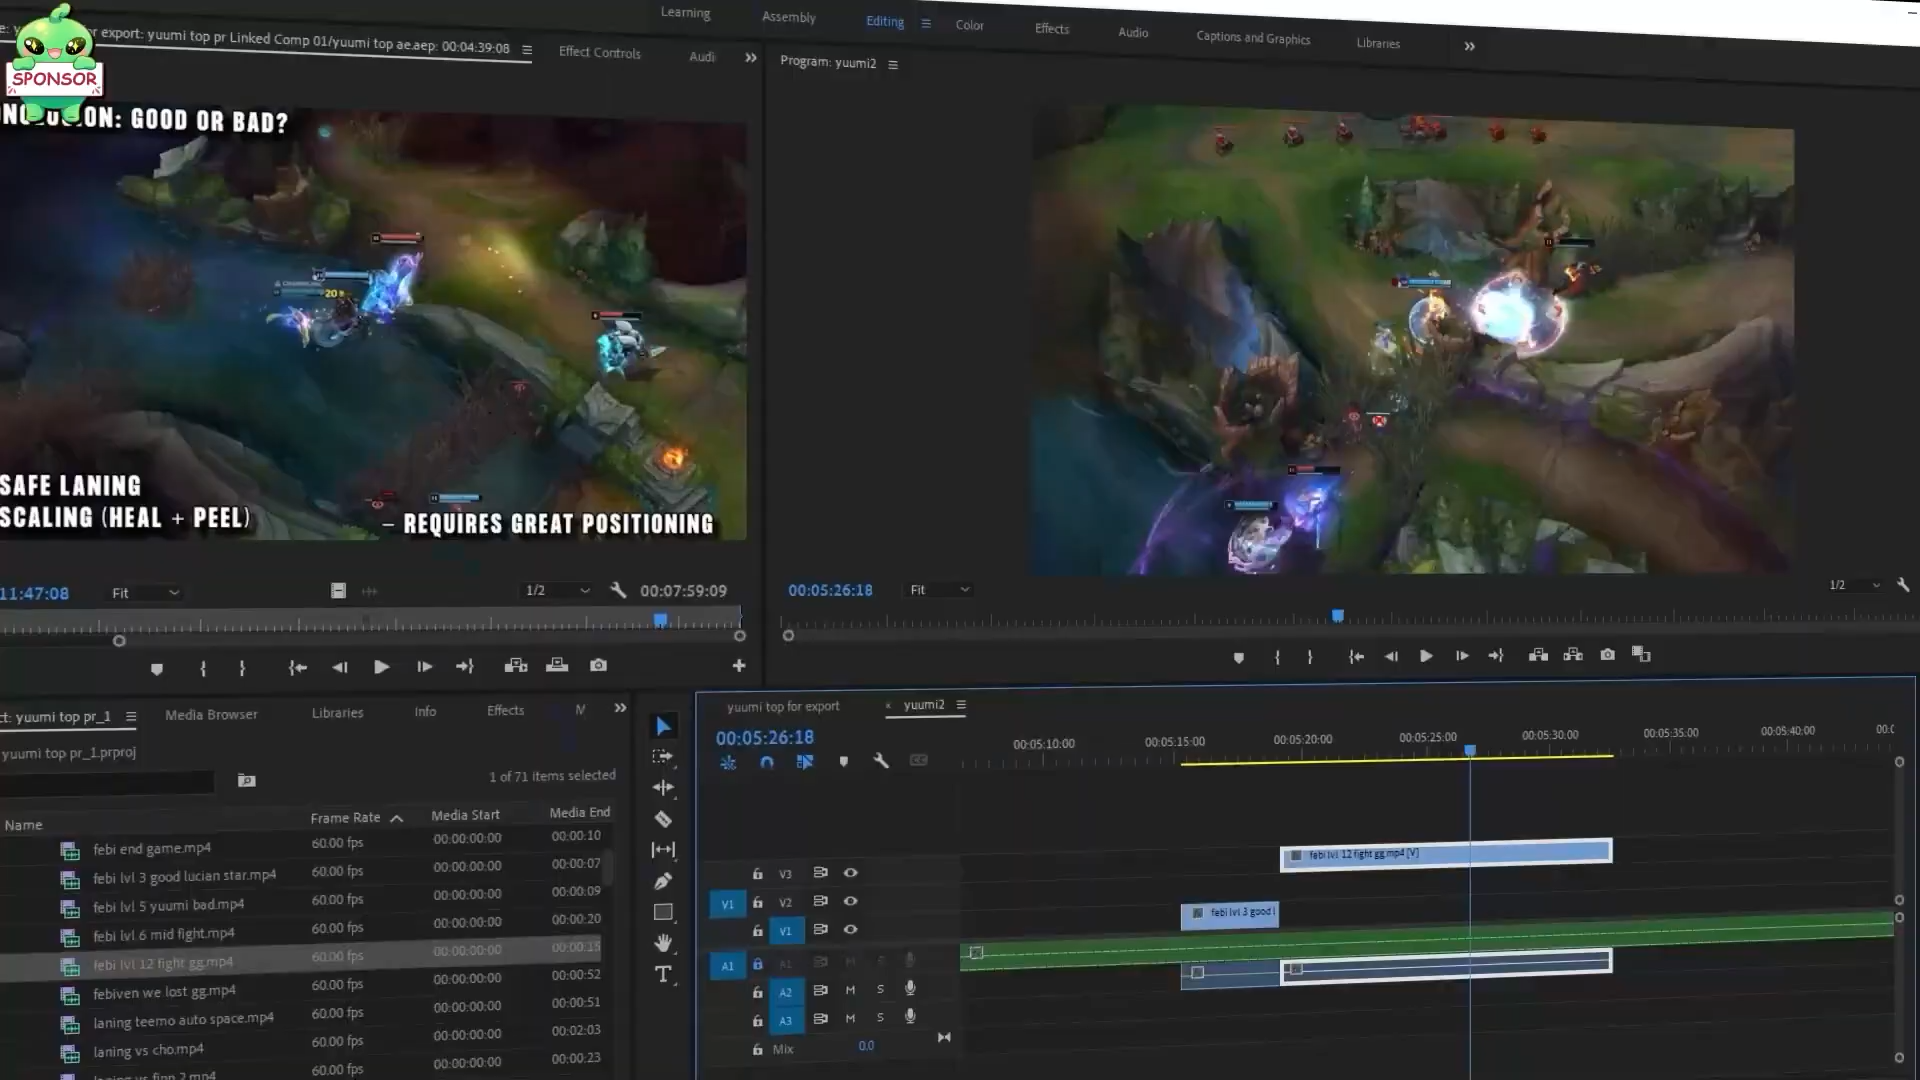 Learning
Assembly
Editing
Color
Effects
Audio
Captions and Graphics
Libraries
r export: yuumi top pr Linked Comp 01/yuumi top ae.aep: 00:04:39:08
Effect Controls
Audi
Program: yuumi2
SPONSOR
ON: GOOD OR BAD?
20
SAFE LANING
SCALING (HEAL + PEEL)
– REQUIRES GREAT POSITIONING
11:47:08
Fit
1/2
00:07:59:09
00:05:26:18
Fit
1/2
ct: yuumi top pr_1
Media Browser
Libraries
Info
Effects
M
yuumi top pr_1.prproj
1 of 71 items selected
Name
Frame Rate
Media Start
Media End
febi end game.mp4
60.00 fps
00:00:00:00
00:00:10
febi lvl 3 good lucian star.mp4
60.00 fps
00:00:00:00
00:00:07
febi lvl 5 yuumi bad.mp4
60.00 fps
00:00:00:00
00:00:09
febi lvl 6 mid fight.mp4
60.00 fps
00:00:00:00
00:00:20
febi lvl 12 fight gg.mp4
60.00 fps
00:00:00:00
00:00:15
febiven we lost gg.mp4
60.00 fps
00:00:00:00
00:00:52
laning teemo auto space.mp4
60.00 fps
00:00:00:00
00:00:51
laning vs cho.mp4
60.00 fps
00:00:00:00
00:02:03
laning vs finn 2.mp4
60.00 fps
00:00:00:00
00:00:23
yuumi top for export
× yuumi2
00:05:26:18
00:05:10:00
00:05:15:00
00:05:20:00
00:05:25:00
00:05:30:00
00:05:35:00
00:05:40:00
00:0
V3
febi lvl 12 fight gg.mp4 [V]
V1
V2
febi lvl 3 good l
V1
A1
A1
M
S
A2
M
S
A3
M
S
Mix
0.0